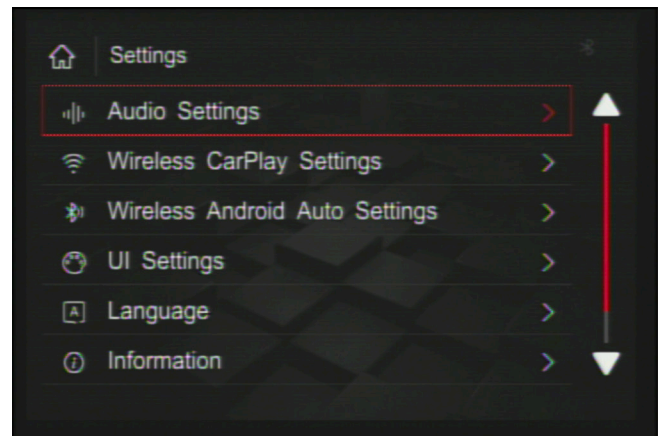 Settings
Audio Settings
Wireless CarPlay Settings
Wireless Android Auto Settings
UI Settings
A Language
i Information